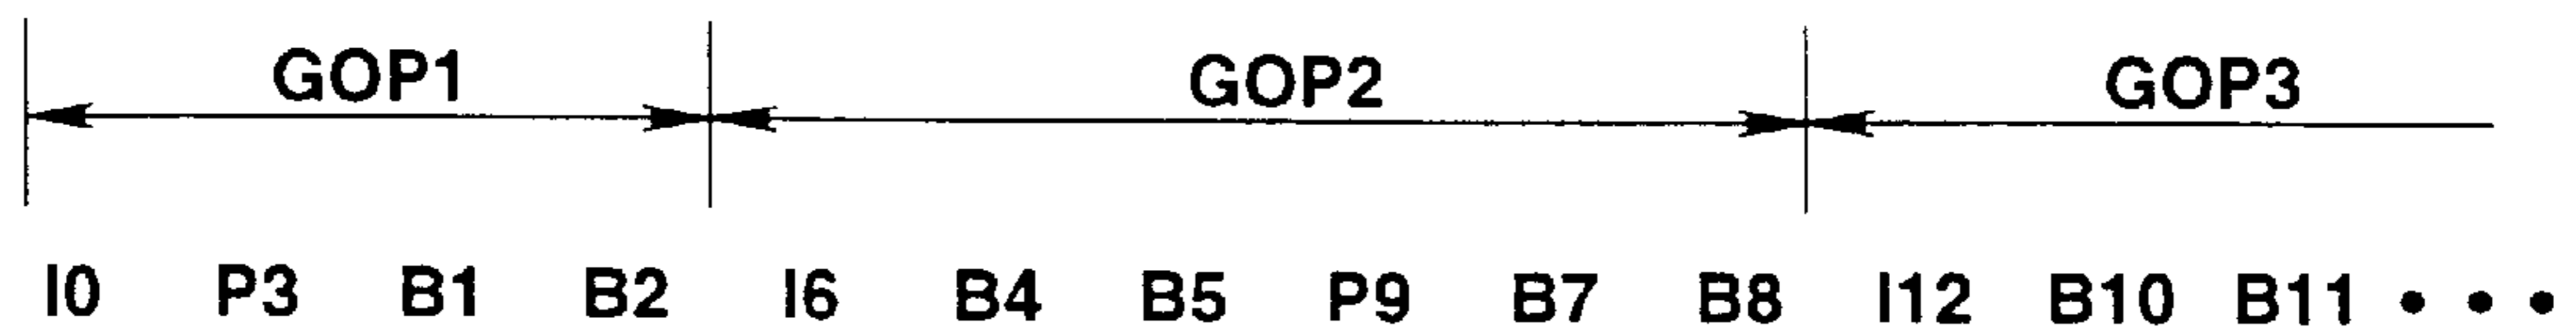 GOP1 GOP2 GOP3
I0 P3 B1 B2 I6 B4 B5 P9 B7 B8 I12 B10 B11 • • •